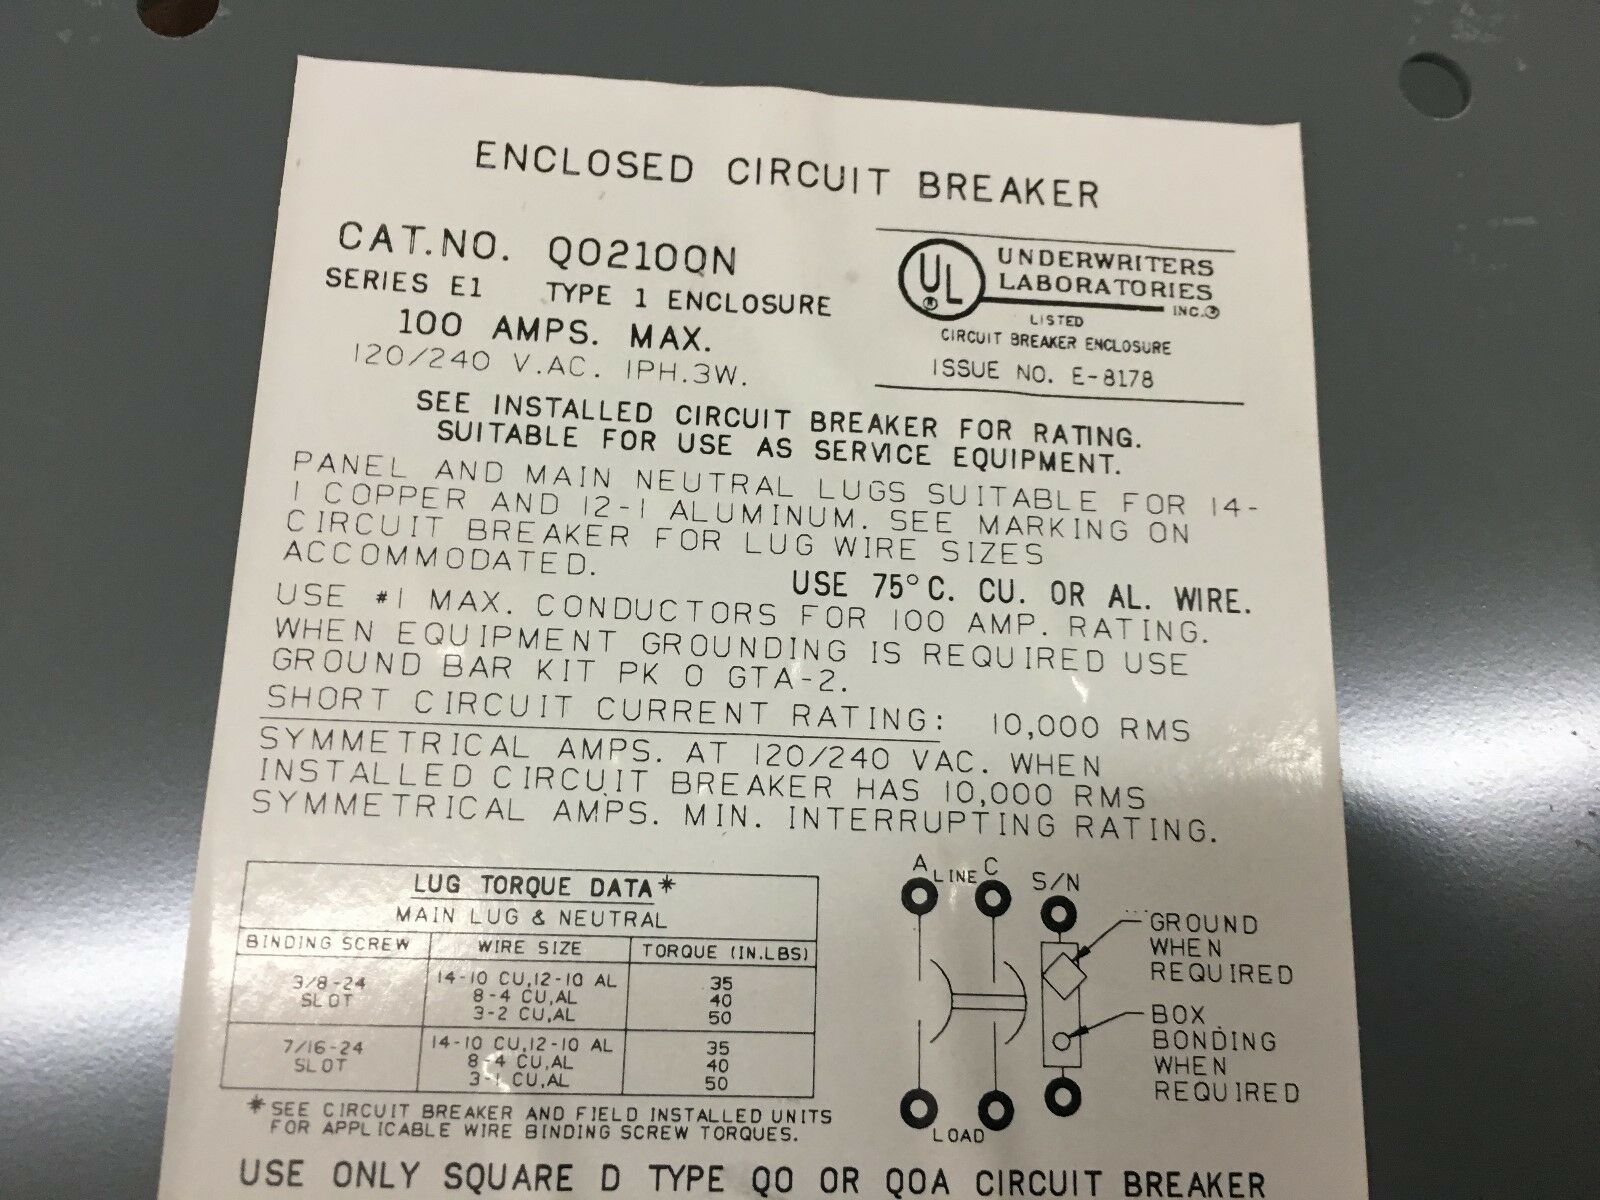 ENCLOSED CIRCUIT BREAKER
CAT.NO. QO210QN
SERIES E1 TYPE 1 ENCLOSURE
100 AMPS. MAX.
120/240 V.AC. 1PH.3W.
UL ®
UNDERWRITERS
LABORATORIES
INC.®
LISTED
CIRCUIT BREAKER ENCLOSURE
ISSUE NO. E-8178
SEE INSTALLED CIRCUIT BREAKER FOR RATING.
SUITABLE FOR USE AS SERVICE EQUIPMENT.
PANEL AND MAIN NEUTRAL LUGS SUITABLE FOR 14-
1 COPPER AND 12-1 ALUMINUM. SEE MARKING ON
CIRCUIT BREAKER FOR LUG WIRE SIZES
ACCOMMODATED.
USE 75° C. CU. OR AL. WIRE.
USE #1 MAX. CONDUCTORS FOR 100 AMP. RATING.
WHEN EQUIPMENT GROUNDING IS REQUIRED USE
GROUND BAR KIT PK O GTA-2.
SHORT CIRCUIT CURRENT RATING: 10,000 RMS
SYMMETRICAL AMPS. AT 120/240 VAC. WHEN
INSTALLED CIRCUIT BREAKER HAS 10,000 RMS
SYMMETRICAL AMPS. MIN. INTERRUPTING RATING.
LUG TORQUE DATA*
MAIN LUG & NEUTRAL
BINDING SCREW WIRE SIZE TORQUE (IN.LBS)
3/8-24 SLOT
14-10 CU,12-10 AL 35
8-4 CU,AL 40
3-2 CU,AL 50
7/16-24 SLOT
14-10 CU,12-10 AL 35
8-4 CU,AL 40
3-1 CU,AL 50
*SEE CIRCUIT BREAKER AND FIELD INSTALLED UNITS
FOR APPLICABLE WIRE BINDING SCREW TORQUES.
A LINE C S/N
GROUND
WHEN
REQUIRED
BOX
BONDING
WHEN
REQUIRED
LOAD
USE ONLY SQUARE D TYPE QO OR QOA CIRCUIT BREAKER